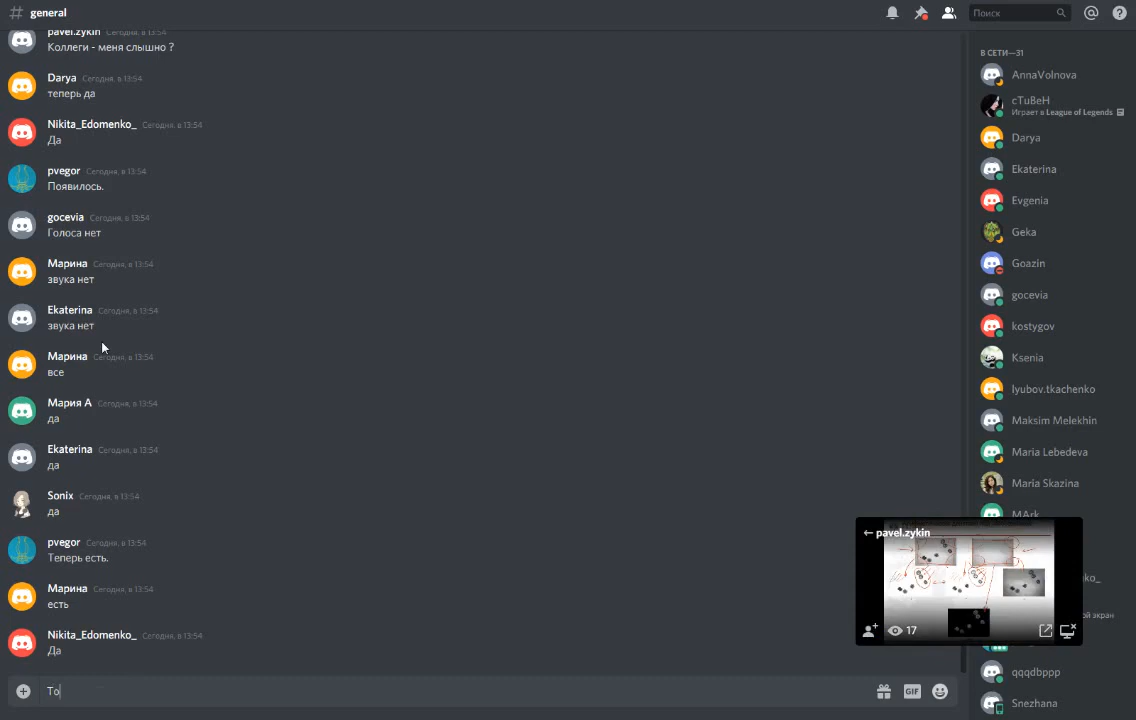 # general
Поиск
pavel.zykin Сегодня, в 13:54
Коллеги - меня слышно ?
Darya Сегодня, в 13:54
теперь да
Nikita_Edomenko_ Сегодня, в 13:54
Да
pvegor Сегодня, в 13:54
Появилось.
gocevia Сегодня, в 13:54
Голоса нет
Марина Сегодня, в 13:54
звука нет
Ekaterina Сегодня, в 13:54
звука нет
Марина Сегодня, в 13:54
все
Мария А Сегодня, в 13:54
да
Ekaterina Сегодня, в 13:54
да
Sonix Сегодня, в 13:54
да
pvegor Сегодня, в 13:54
Теперь есть.
Марина Сегодня, в 13:54
есть
Nikita_Edomenko_ Сегодня, в 13:54
Да
То
GIF
В СЕТИ—31
AnnaVolnova
cTuBeH
Играет в League of Legends
Darya
Ekaterina
Evgenia
Geka
Goazin
gocevia
kostygov
Ksenia
lyubov.tkachenko
Maksim Melekhin
Maria Lebedeva
Maria Skazina
MArk
pavel.zykin
17
ko_
ой экран
qqqdbppp
Snezhana